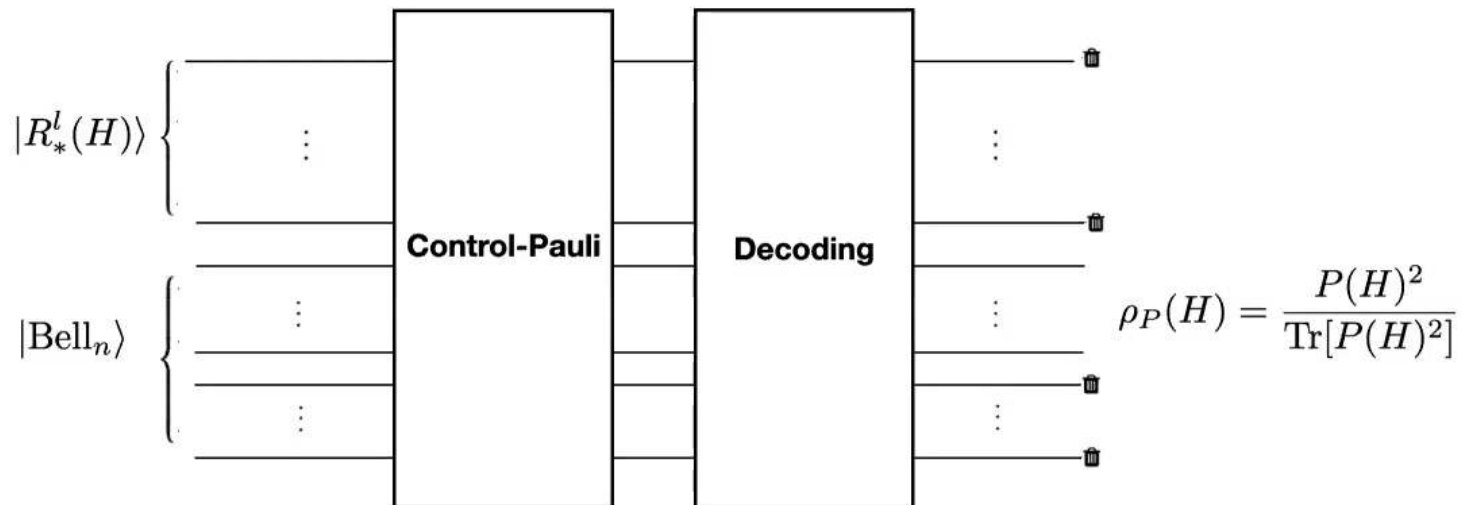 |R^l_*(H)⟩
Control-Pauli
Decoding
|Bell_n⟩
ρ_P(H) = P(H)^2 / Tr[P(H)^2]